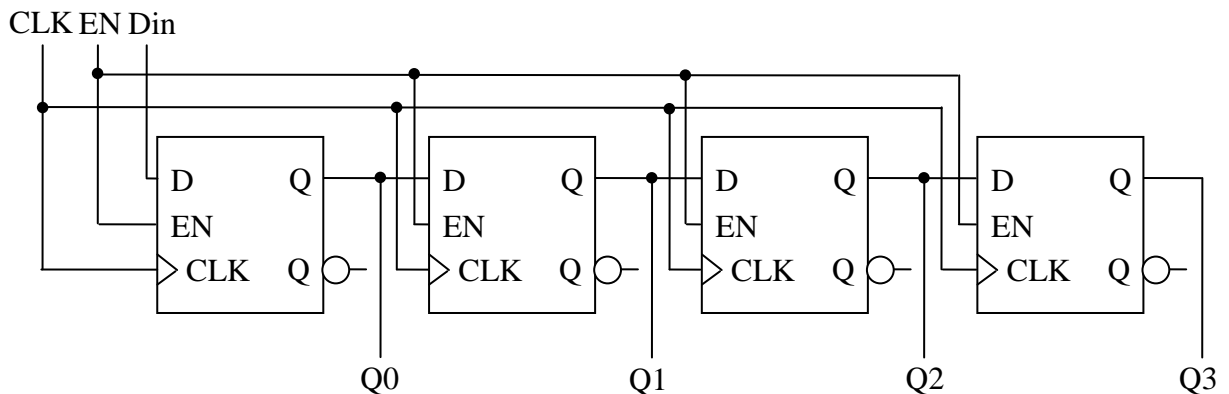 CLK EN Din
D Q D Q D Q D Q
EN EN EN EN
CLK Q CLK Q CLK Q CLK Q
Q0 Q1 Q2 Q3